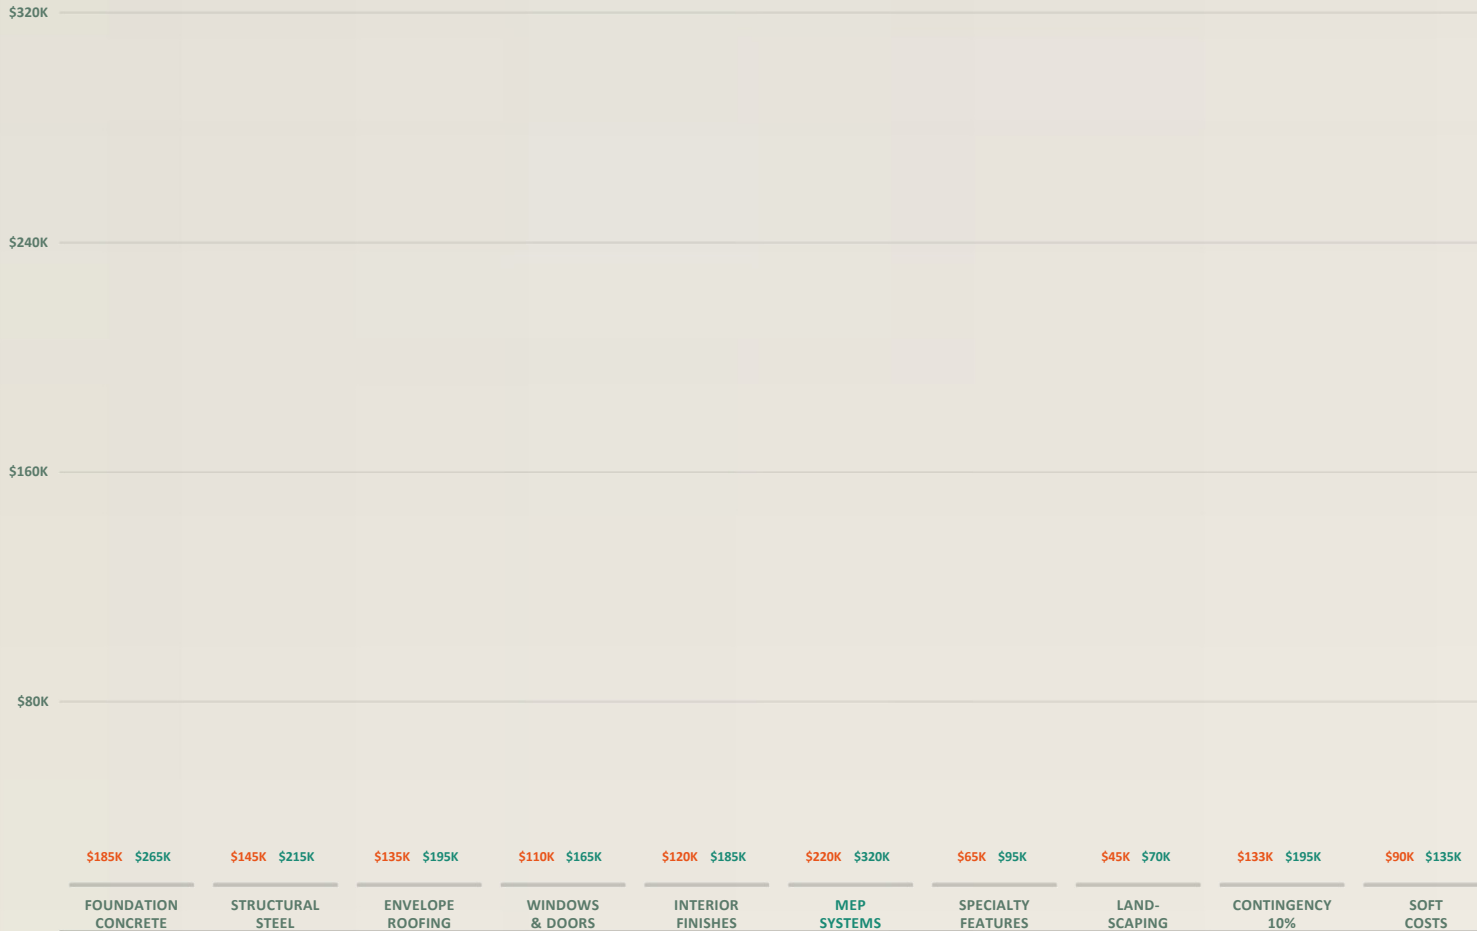 $320K
$240K
$160K
$80K
$185K $265K $145K $215K $135K $195K $110K $165K $120K $185K $220K $320K $65K $95K $45K $70K $133K $195K $90K $135K
FOUNDATION STRUCTURAL ENVELOPE WINDOWS INTERIOR MEP SPECIALTY LAND- CONTINGENCY SOFT
CONCRETE STEEL ROOFING & DOORS FINISHES SYSTEMS FEATURES SCAPING 10% COSTS